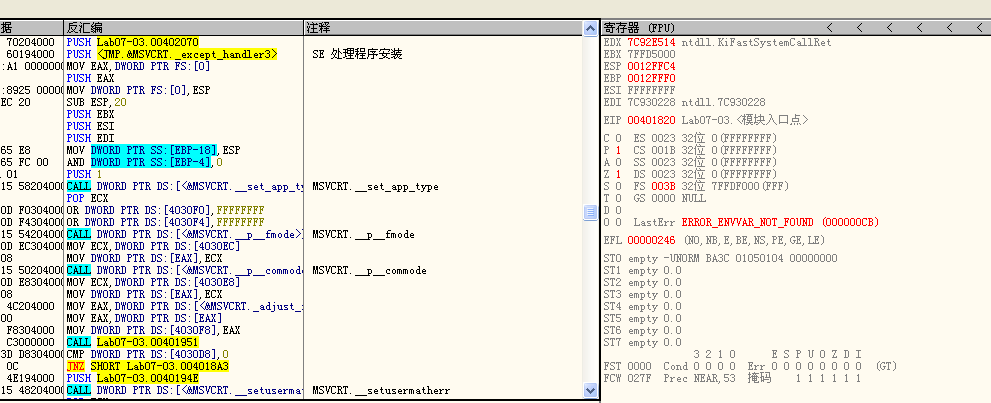 据 反汇编 注释
70204000 PUSH Lab07-03.00402070
60194000 PUSH <JMP.&MSVCRT._except_handler3> SE 处理程序安装
:A1 0000000 MOV EAX,DWORD PTR FS:[0]
PUSH EAX
:8925 00000 MOV DWORD PTR FS:[0],ESP
EC 20 SUB ESP,20
PUSH EBX
PUSH ESI
PUSH EDI
65 E8 MOV DWORD PTR SS:[EBP-18],ESP
65 FC 00 AND DWORD PTR SS:[EBP-4],0
.01 PUSH 1
15 58204000 CALL DWORD PTR DS:[<&MSVCRT.__set_app_ty MSVCRT.__set_app_type
POP ECX
0D F0304000 OR DWORD PTR DS:[4030F0],FFFFFFFF
0D F4304000 OR DWORD PTR DS:[4030F4],FFFFFFFF
15 54204000 CALL DWORD PTR DS:[<&MSVCRT.__p__fmode>] MSVCRT.__p__fmode
0D EC304000 MOV ECX,DWORD PTR DS:[4030EC]
08 MOV DWORD PTR DS:[EAX],ECX
15 50204000 CALL DWORD PTR DS:[<&MSVCRT.__p__commode MSVCRT.__p__commode
0D E8304000 MOV ECX,DWORD PTR DS:[4030E8]
08 MOV DWORD PTR DS:[EAX],ECX
4C204000 MOV EAX,DWORD PTR DS:[<&MSVCRT._adjust_
MOV EAX,DWORD PTR DS:[EAX]
F8304000 MOV DWORD PTR DS:[4030F8],EAX
C3000000 CALL Lab07-03.00401951
3D D8304000 CMP DWORD PTR DS:[4030D8],0
0C JNZ SHORT Lab07-03.004018A3
4E194000 PUSH Lab07-03.0040194E
15 48204000 CALL DWORD PTR DS:[<&MSVCRT.__setusermat MSVCRT.__setusermatherr
寄存器 (FPU) < < < < < <
EDX 7C92E514 ntdll.KiFastSystemCallRet
EBX 7FFD5000
ESP 0012FFC4
EBP 0012FFF0
ESI FFFFFFFF
EDI 7C930228 ntdll.7C930228
EIP 00401820 Lab07-03.<模块入口点>
C 0 ES 0023 32位 0(FFFFFFFF)
P 1 CS 001B 32位 0(FFFFFFFF)
A 0 SS 0023 32位 0(FFFFFFFF)
Z 1 DS 0023 32位 0(FFFFFFFF)
S 0 FS 003B 32位 7FFDF000(FFF)
T 0 GS 0000 NULL
D 0
O 0 LastErr ERROR_ENVVAR_NOT_FOUND (000000CB)
EFL 00000246 (NO,NB,E,BE,NS,PE,GE,LE)
ST0 empty -UNORM BA3C 01050104 00000000
ST1 empty 0.0
ST2 empty 0.0
ST3 empty 0.0
ST4 empty 0.0
ST5 empty 0.0
ST6 empty 0.0
ST7 empty 0.0
3 2 1 0 E S P U O Z D I
FST 0000 Cond 0 0 0 0 Err 0 0 0 0 0 0 0 0 (GT)
FCW 027F Prec NEAR,53 掩码 1 1 1 1 1 1